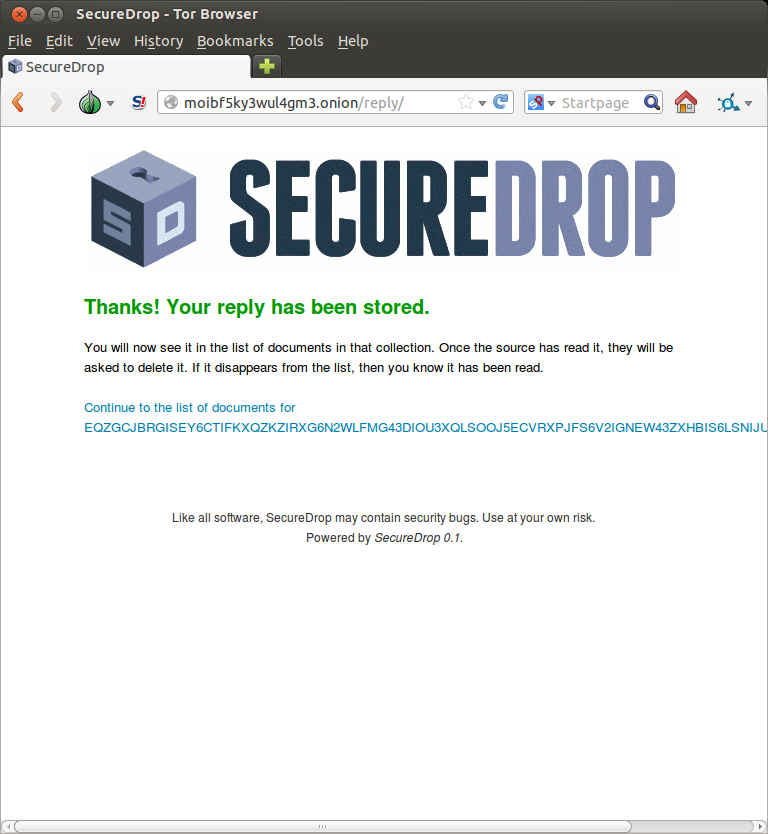 SecureDrop - Tor Browser
File Edit View History Bookmarks Tools Help
SecureDrop
S! moibf5ky3wul4gm3.onion/reply/ Startpage
SD SECUREDROP
Thanks! Your reply has been stored.
You will now see it in the list of documents in that collection. Once the source has read it, they will be
asked to delete it. If it disappears from the list, then you know it has been read.
Continue to the list of documents for
EQZGCJBRGISEY6CTIFKXQZKZIRXG6N2WLFMG43DIOU3XQLSOOJ5ECVRXPJFS6V2IGNEW43ZXHBIS6LSNIJU
Like all software, SecureDrop may contain security bugs. Use at your own risk.
Powered by SecureDrop 0.1.